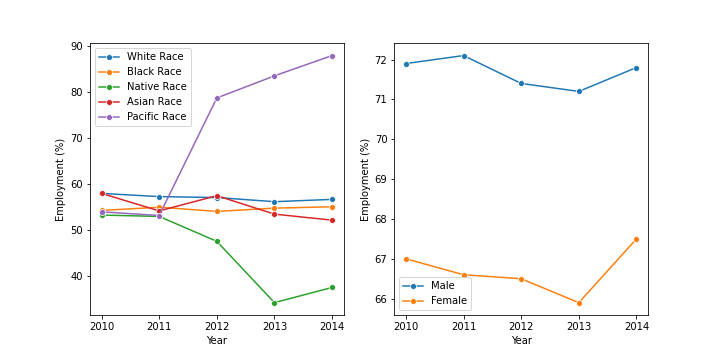 90
80
70
60
50
40
Employment (%)
2010 2011 2012 2013 2014
Year
White Race
Black Race
Native Race
Asian Race
Pacific Race
72
71
70
69
68
67
66
Employment (%)
2010 2011 2012 2013 2014
Year
Male
Female